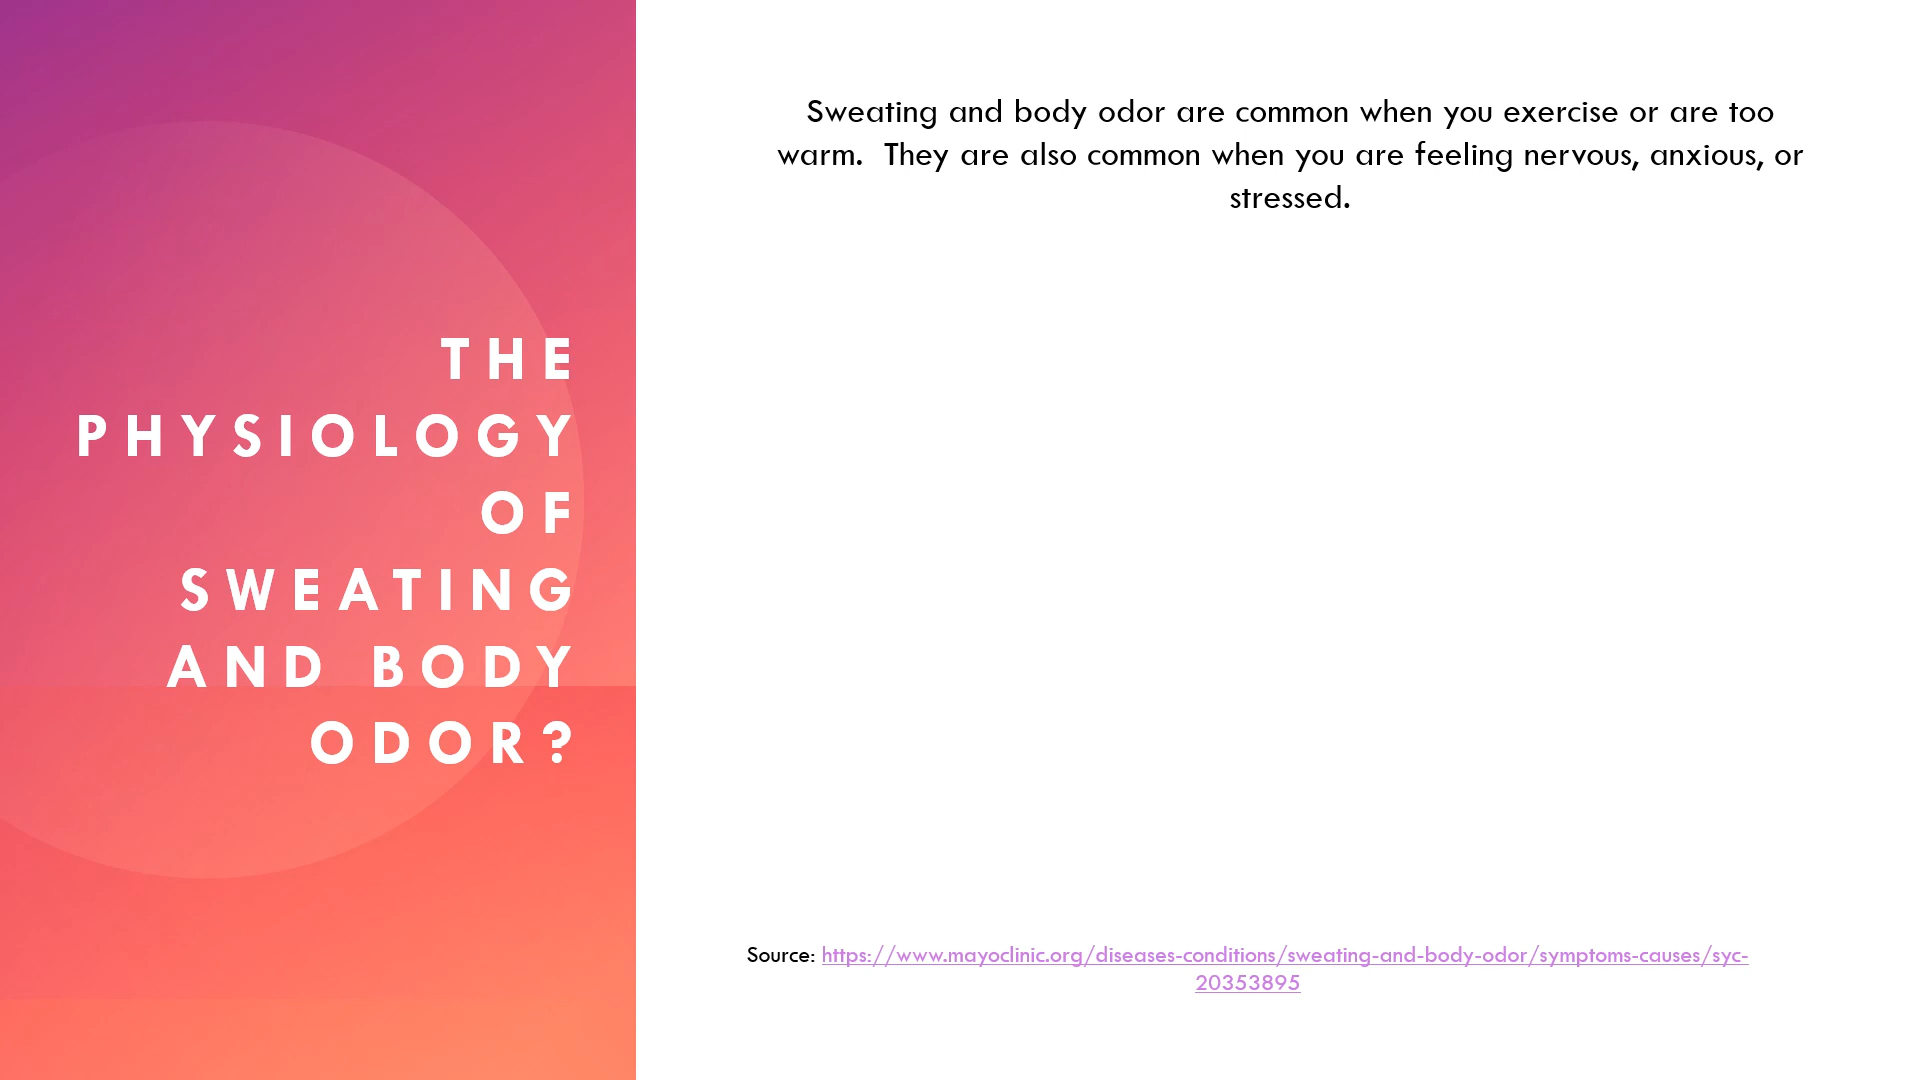 THE
PHYSIOLOGY
OF
SWEATING
AND BODY
ODOR?
Sweating and body odor are common when you exercise or are too
warm.  They are also common when you are feeling nervous, anxious, or
stressed.
Source: https://www.mayoclinic.org/diseases-conditions/sweating-and-body-odor/symptoms-causes/syc-
20353895